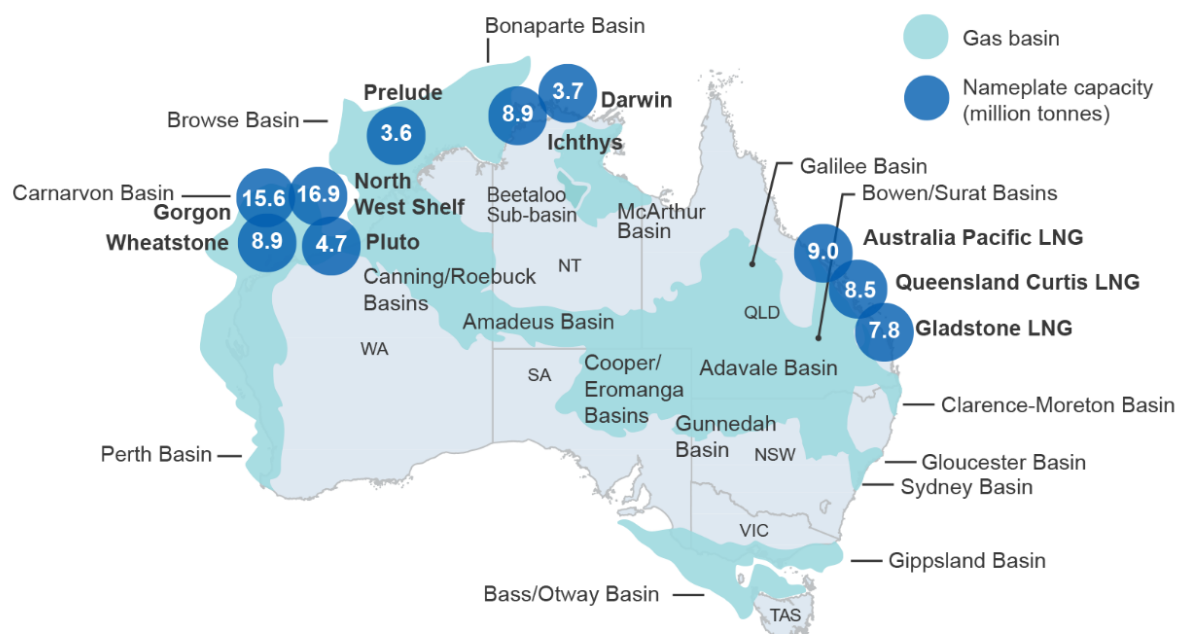 Bonaparte Basin
Gas basin
Nameplate capacity
(million tonnes)
Prelude
3.6
3.7
Darwin
8.9
Ichthys
Browse Basin
Carnarvon Basin
15.6
Gorgon
16.9
North
West Shelf
Wheatstone
8.9
4.7
Pluto
Canning/Roebuck
Basins
Beetaloo
Sub-basin
McArthur
Basin
NT
Galilee Basin
Bowen/Surat Basins
9.0
Australia Pacific LNG
8.5
Queensland Curtis LNG
7.8
Gladstone LNG
QLD
Amadeus Basin
WA
SA
Cooper/
Eromanga
Basins
Adavale Basin
Gunnedah
Basin
NSW
Clarence-Moreton Basin
Perth Basin
Gloucester Basin
Sydney Basin
VIC
Gippsland Basin
Bass/Otway Basin
TAS